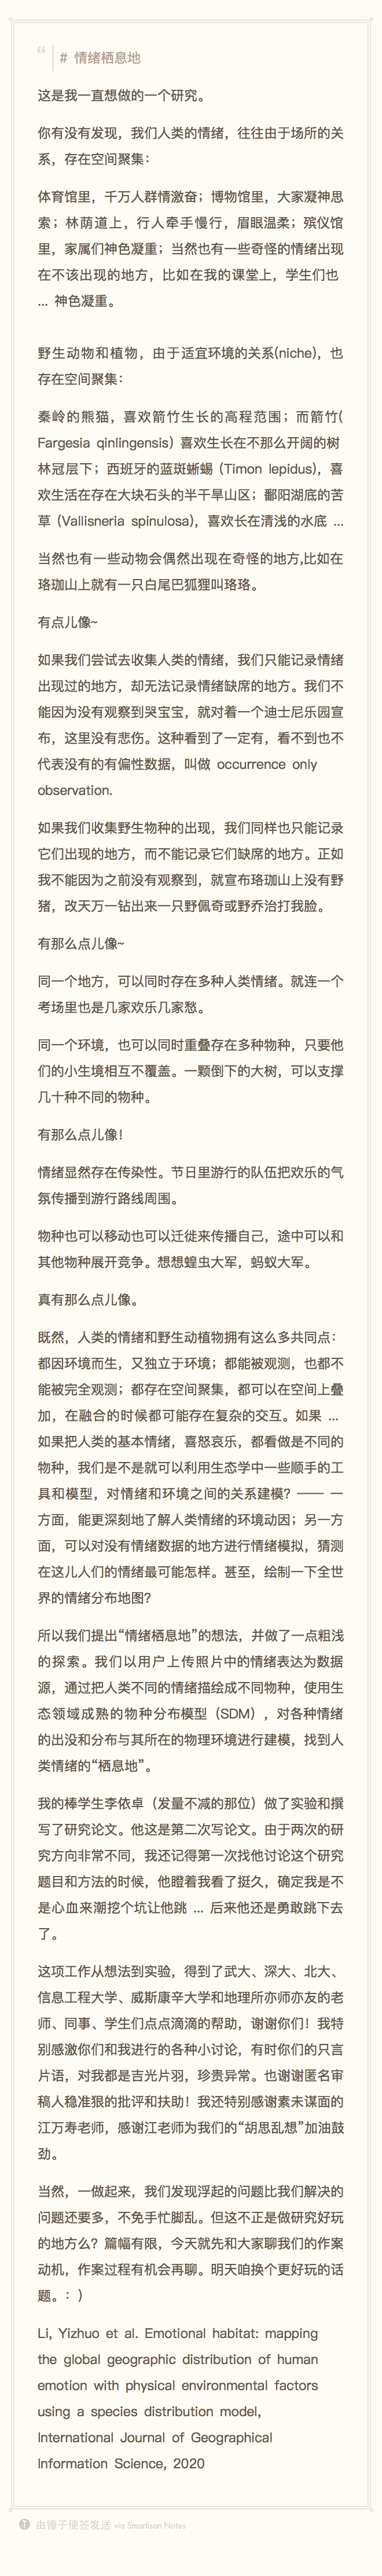 “
# 情绪栖息地
这是我一直想做的一个研究。
你有没有发现，我们人类的情绪，往往由于场所的关
系，存在空间聚集：
体育馆里，千万人群情激奋；博物馆里，大家凝神思
索；林荫道上，行人牵手慢行，眉眼温柔；殡仪馆
里，家属们神色凝重；当然也有一些奇怪的情绪出现
在不该出现的地方，比如在我的课堂上，学生们也
... 神色凝重。
野生动物和植物，由于适宜环境的关系(niche)，也
存在空间聚集：
秦岭的熊猫，喜欢箭竹生长的高程范围；而箭竹(
Fargesia qinlingensis) 喜欢生长在不那么开阔的树
林冠层下；西班牙的蓝斑蜥蜴 (Timon lepidus)，喜
欢生活在存在大块石头的半干旱山区；鄱阳湖底的苦
草 (Vallisneria spinulosa)，喜欢长在清浅的水底 ...
当然也有一些动物会偶然出现在奇怪的地方,比如在
珞珈山上就有一只白尾巴狐狸叫珞珞。
有点儿像~
如果我们尝试去收集人类的情绪，我们只能记录情绪
出现过的地方，却无法记录情绪缺席的地方。我们不
能因为没有观察到哭宝宝，就对着一个迪士尼乐园宣
布，这里没有悲伤。这种看到了一定有，看不到也不
代表没有的有偏性数据，叫做 occurrence only
observation.
如果我们收集野生物种的出现，我们同样也只能记录
它们出现的地方，而不能记录它们缺席的地方。正如
我不能因为之前没有观察到，就宣布珞珈山上没有野
猪，改天万一钻出来一只野佩奇或野乔治打我脸。
有那么点儿像~
同一个地方，可以同时存在多种人类情绪。就连一个
考场里也是几家欢乐几家愁。
同一个环境，也可以同时重叠存在多种物种，只要他
们的小生境相互不覆盖。一颗倒下的大树，可以支撑
几十种不同的物种。
有那么点儿像！
情绪显然存在传染性。节日里游行的队伍把欢乐的气
氛传播到游行路线周围。
物种也可以移动也可以迁徙来传播自己，途中可以和
其他物种展开竞争。想想蝗虫大军，蚂蚁大军。
真有那么点儿像。
既然，人类的情绪和野生动植物拥有这么多共同点：
都因环境而生，又独立于环境；都能被观测，也都不
能被完全观测；都存在空间聚集，都可以在空间上叠
加，在融合的时候都可能存在复杂的交互。如果 ...
如果把人类的基本情绪，喜怒哀乐，都看做是不同的
物种，我们是不是就可以利用生态学中一些顺手的工
具和模型，对情绪和环境之间的关系建模？—— 一
方面，能更深刻地了解人类情绪的环境动因；另一方
面，可以对没有情绪数据的地方进行情绪模拟，猜测
在这儿人们的情绪最可能怎样。甚至，绘制一下全世
界的情绪分布地图？
所以我们提出“情绪栖息地”的想法，并做了一点粗浅
的探索。我们以用户上传照片中的情绪表达为数据
源，通过把人类不同的情绪描绘成不同物种，使用生
态领域成熟的物种分布模型（SDM），对各种情绪
的出没和分布与其所在的物理环境进行建模，找到人
类情绪的“栖息地”。
我的棒学生李依卓（发量不减的那位）做了实验和撰
写了研究论文。他这是第二次写论文。由于两次的研
究方向非常不同，我还记得第一次找他讨论这个研究
题目和方法的时候，他瞪着我看了挺久，确定我是不
是心血来潮挖个坑让他跳 ... 后来他还是勇敢跳下去
了。
这项工作从想法到实验，得到了武大、深大、北大、
信息工程大学、威斯康辛大学和地理所亦师亦友的老
师、同事、学生们点点滴滴的帮助，谢谢你们！我特
别感激你们和我进行的各种小讨论，有时你们的只言
片语，对我都是吉光片羽，珍贵异常。也谢谢匿名审
稿人稳准狠的批评和扶助！我还特别感谢素未谋面的
江万寿老师，感谢江老师为我们的“胡思乱想”加油鼓
劲。
当然，一做起来，我们发现浮起的问题比我们解决的
问题还要多，不免手忙脚乱。但这不正是做研究好玩
的地方么？篇幅有限，今天就先和大家聊我们的作案
动机，作案过程有机会再聊。明天咱换个更好玩的话
题。：）
Li, Yizhuo et al. Emotional habitat: mapping
the global geographic distribution of human
emotion with physical environmental factors
using a species distribution model,
International Journal of Geographical
Information Science, 2020
由锤子便签发送 via Smartisan Notes